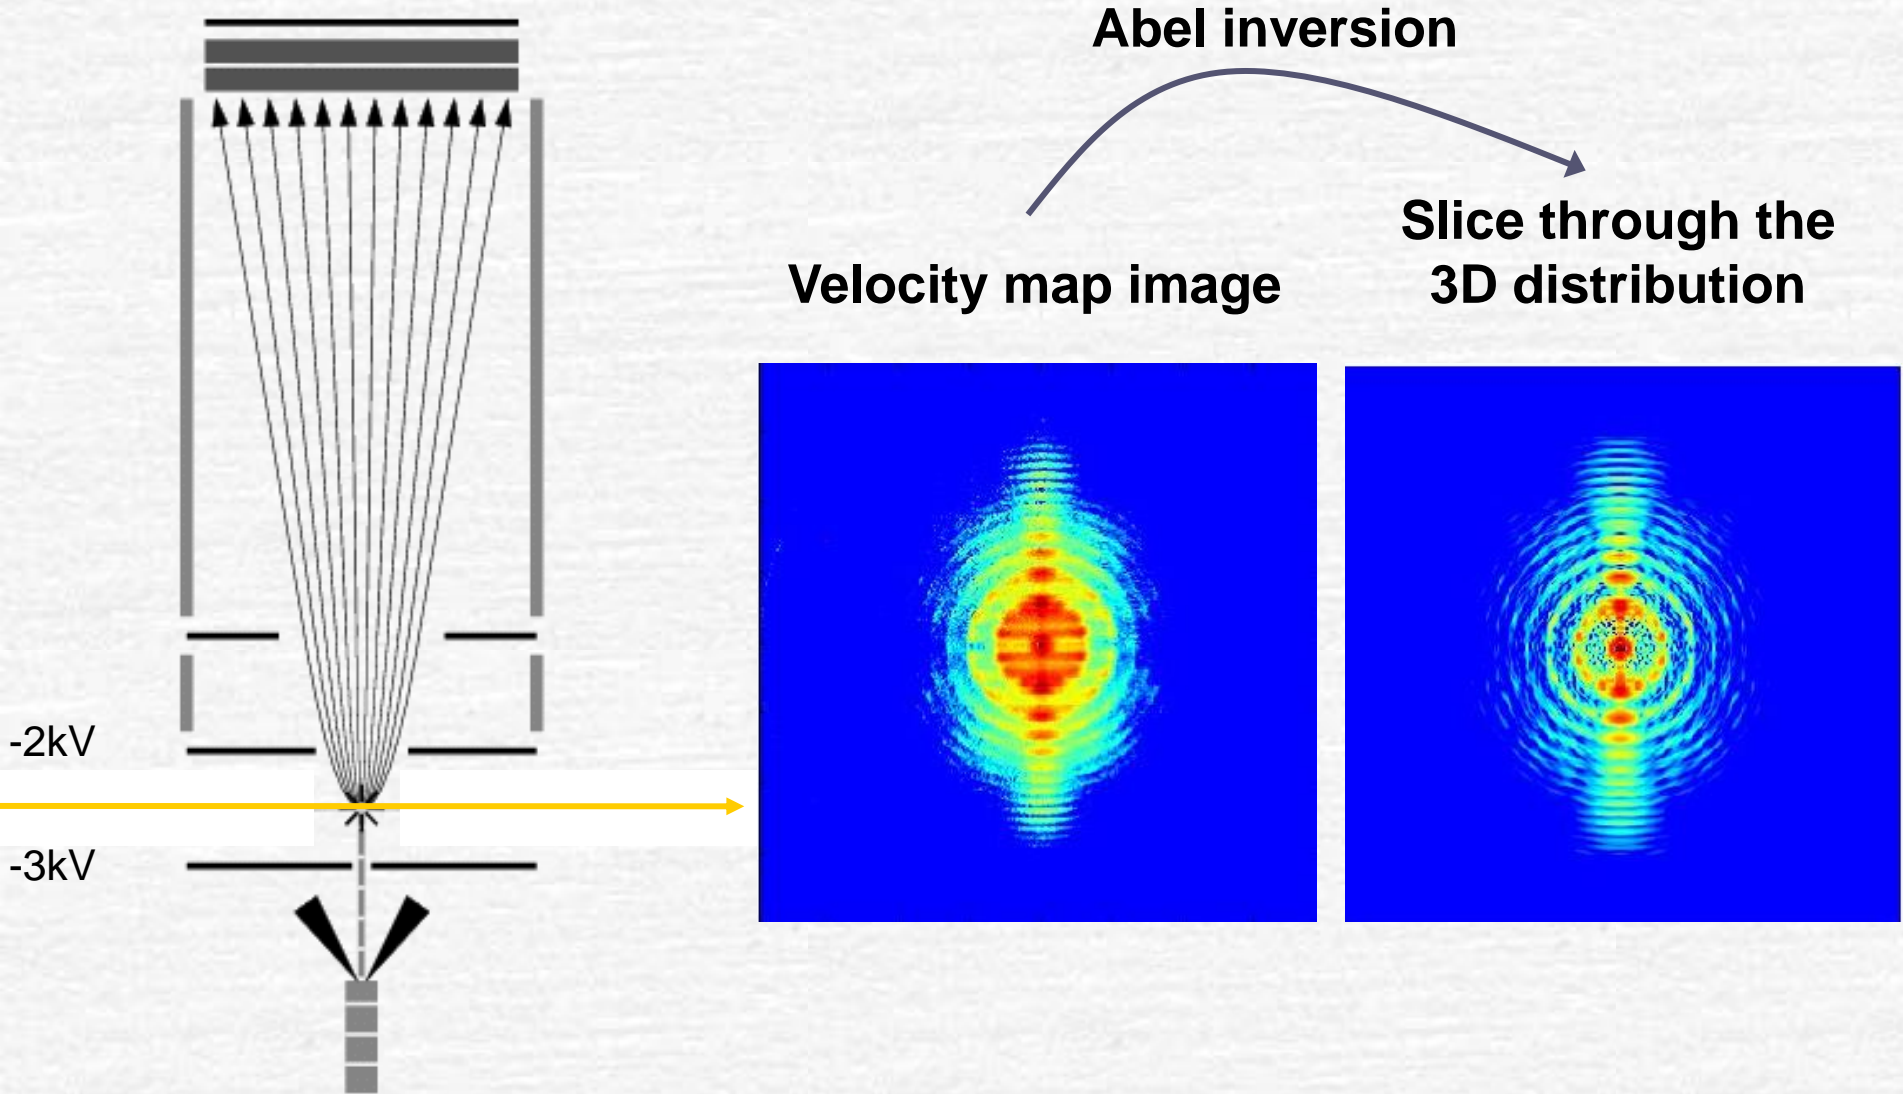 Abel inversion
Velocity map image
Slice through the
3D distribution
-2kV
-3kV